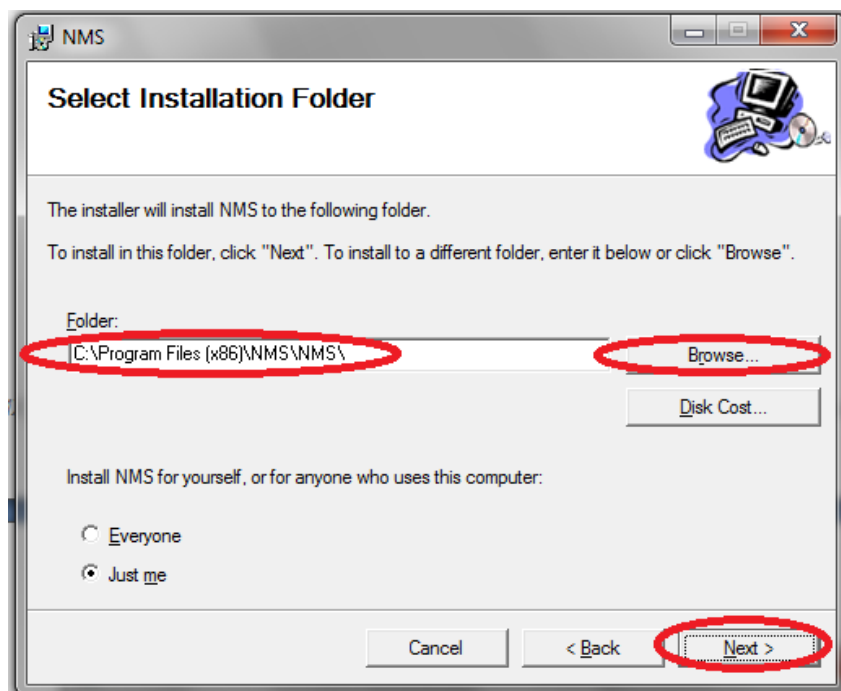 NMS
Select Installation Folder
The installer will install NMS to the following folder.
To install in this folder, click "Next". To install to a different folder, enter it below or click "Browse".
Folder:
C:\Program Files (x86)\NMS\NMS\
Browse...
Disk Cost...
Install NMS for yourself, or for anyone who uses this computer:
Everyone
Just me
Cancel
< Back
Next >